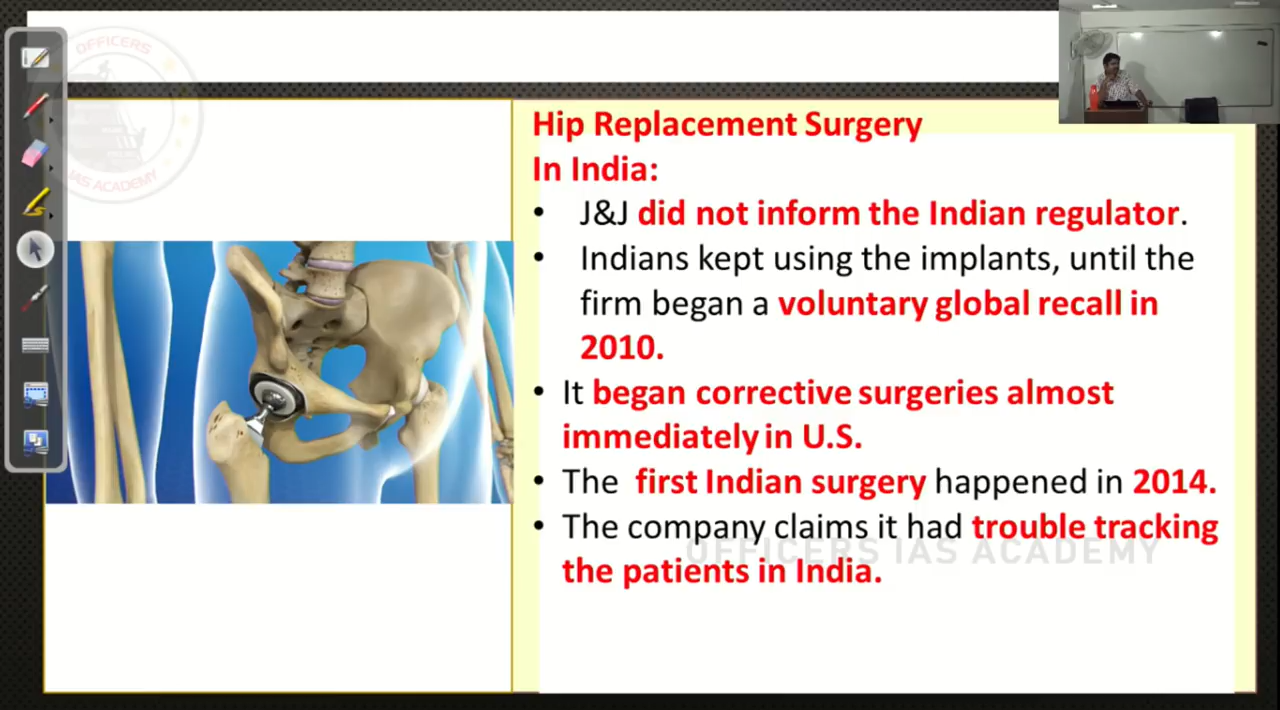 OFFICERS
IAS ACADEMY
Hip Replacement Surgery
In India:
• J&J did not inform the Indian regulator.
• Indians kept using the implants, until the
firm began a voluntary global recall in
2010.
• It began corrective surgeries almost
immediately in U.S.
• The first Indian surgery happened in 2014.
• The company claims it had trouble tracking
the patients in India.
OFFICERS IAS ACADEMY